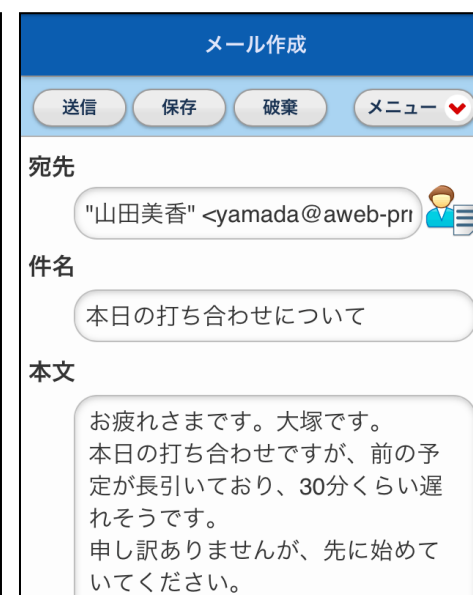 メール作成
送信 保存 破棄 メニュー
宛先
"山田美香" <yamada@aweb-prr
件名
本日の打ち合わせについて
本文
お疲れさまです。大塚です。
本日の打ち合わせですが、前の予
定が長引いており、30分くらい遅
れそうです。
申し訳ありませんが、先に始めて
いてください。